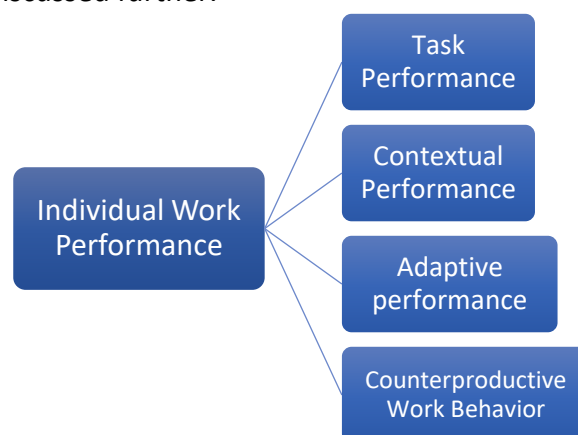 Task
Performance
Contextual
Performance
Individual Work
Performance
Adaptive
performance
Counterproductive
Work Behavior